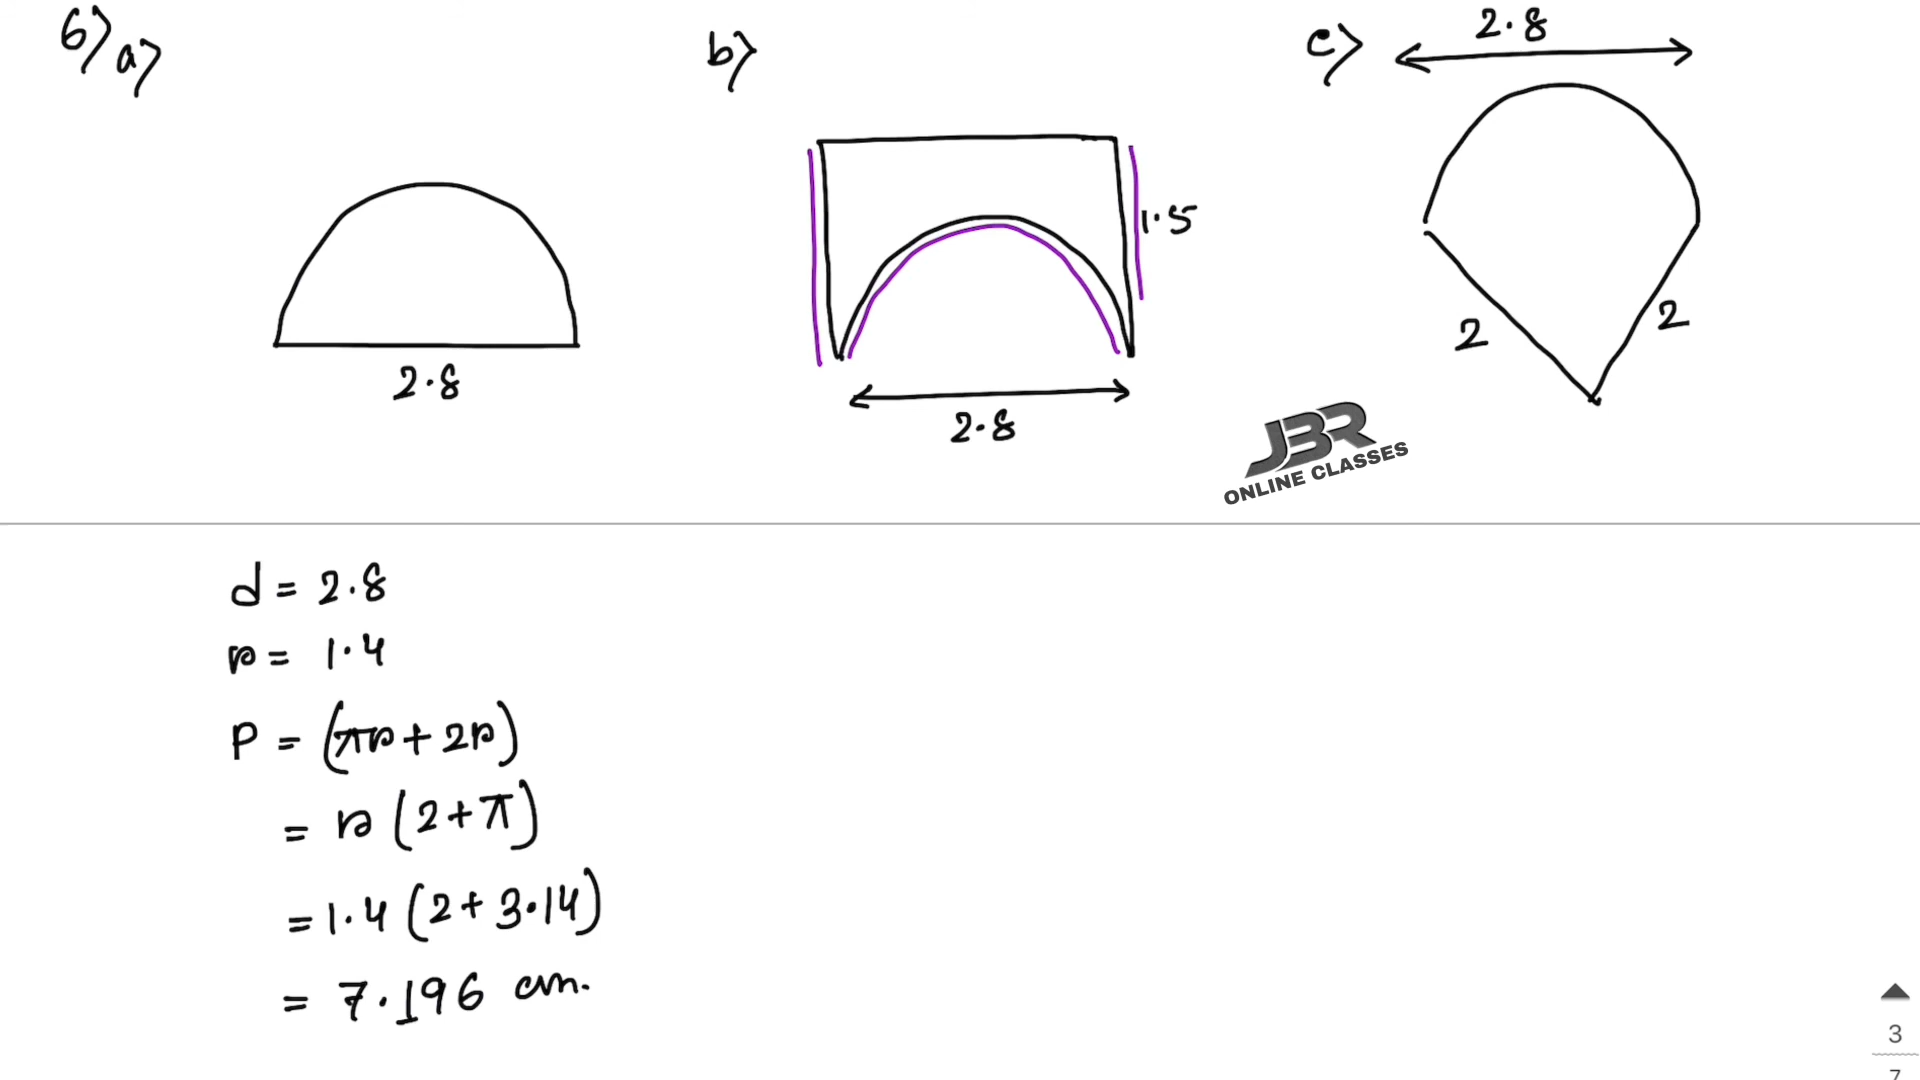 6) a)
b)
c)
2.8
1.5
2.8
2.8
2
2
JBR
ONLINE CLASSES
d = 2.8
r = 1.4
P = (πr + 2r)
= r (2 + π)
= 1.4 (2 + 3.14)
= 7.196 cm.
3
7